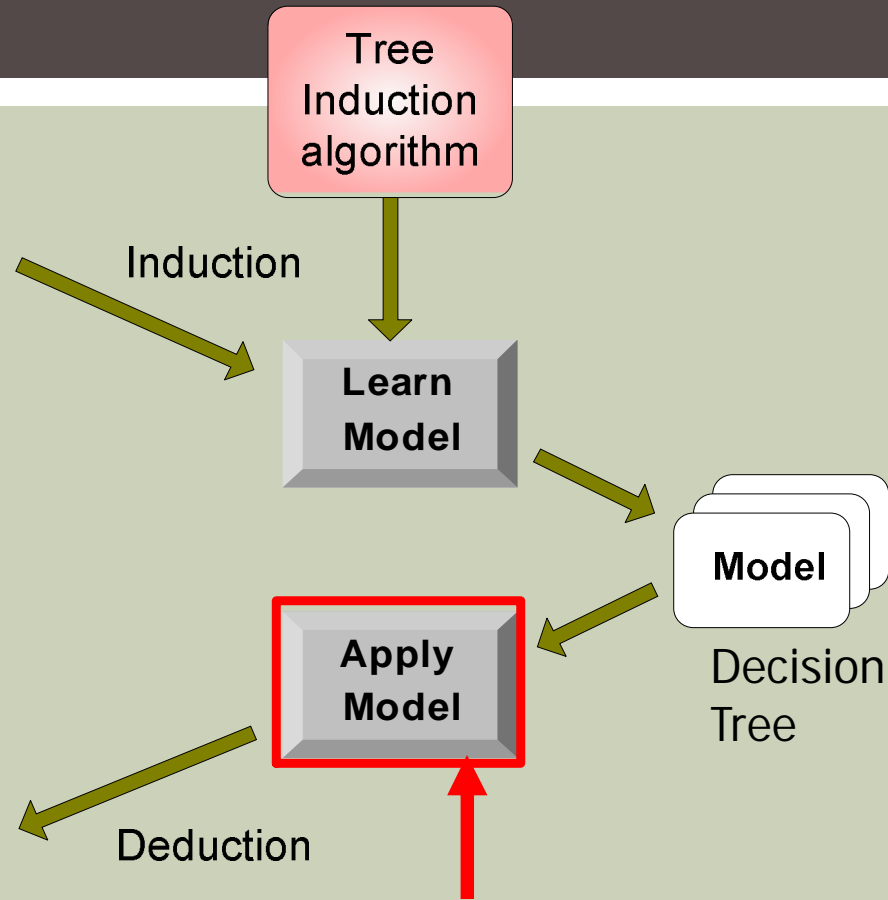 Tree
Induction
algorithm
Induction
Learn
Model
Model
Decision
Tree
Apply
Model
Deduction